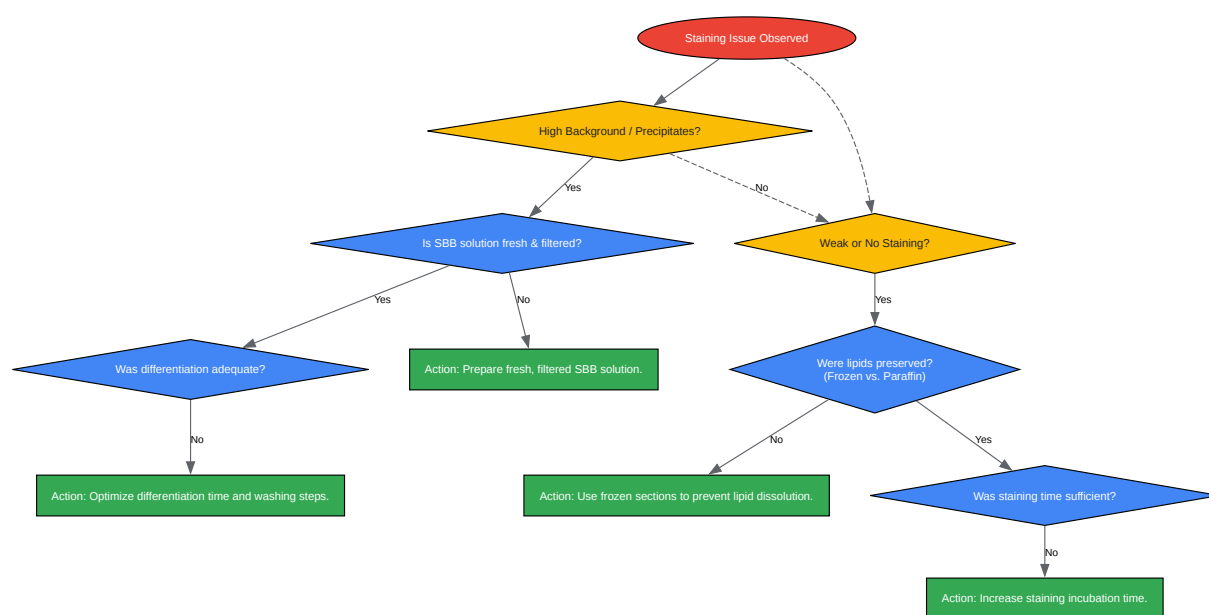 Staining Issue Observed
High Background / Precipitates?
Yes
No
Is SBB solution fresh & filtered?
Weak or No Staining?
Yes
No
Yes
Was differentiation adequate?
Action: Prepare fresh, filtered SBB solution.
Were lipids preserved?
(Frozen vs. Paraffin)
No
No
Yes
Action: Optimize differentiation time and washing steps.
Action: Use frozen sections to prevent lipid dissolution.
Was staining time sufficient?
No
Action: Increase staining incubation time.